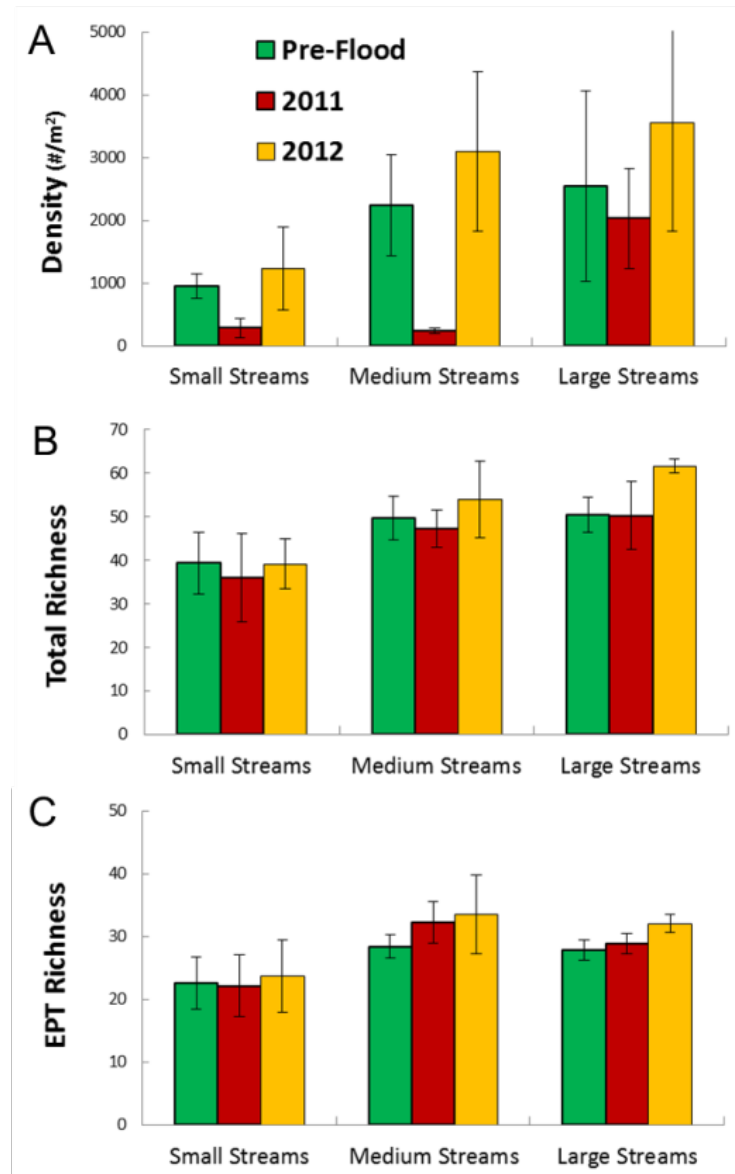 A
Density (#/m²)
5000
4000
3000
2000
1000
0
Pre-Flood
2011
2012
Small Streams Medium Streams Large Streams
B
Total Richness
70
60
50
40
30
20
10
0
Small Streams Medium Streams Large Streams
C
EPT Richness
50
40
30
20
10
0
Small Streams Medium Streams Large Streams